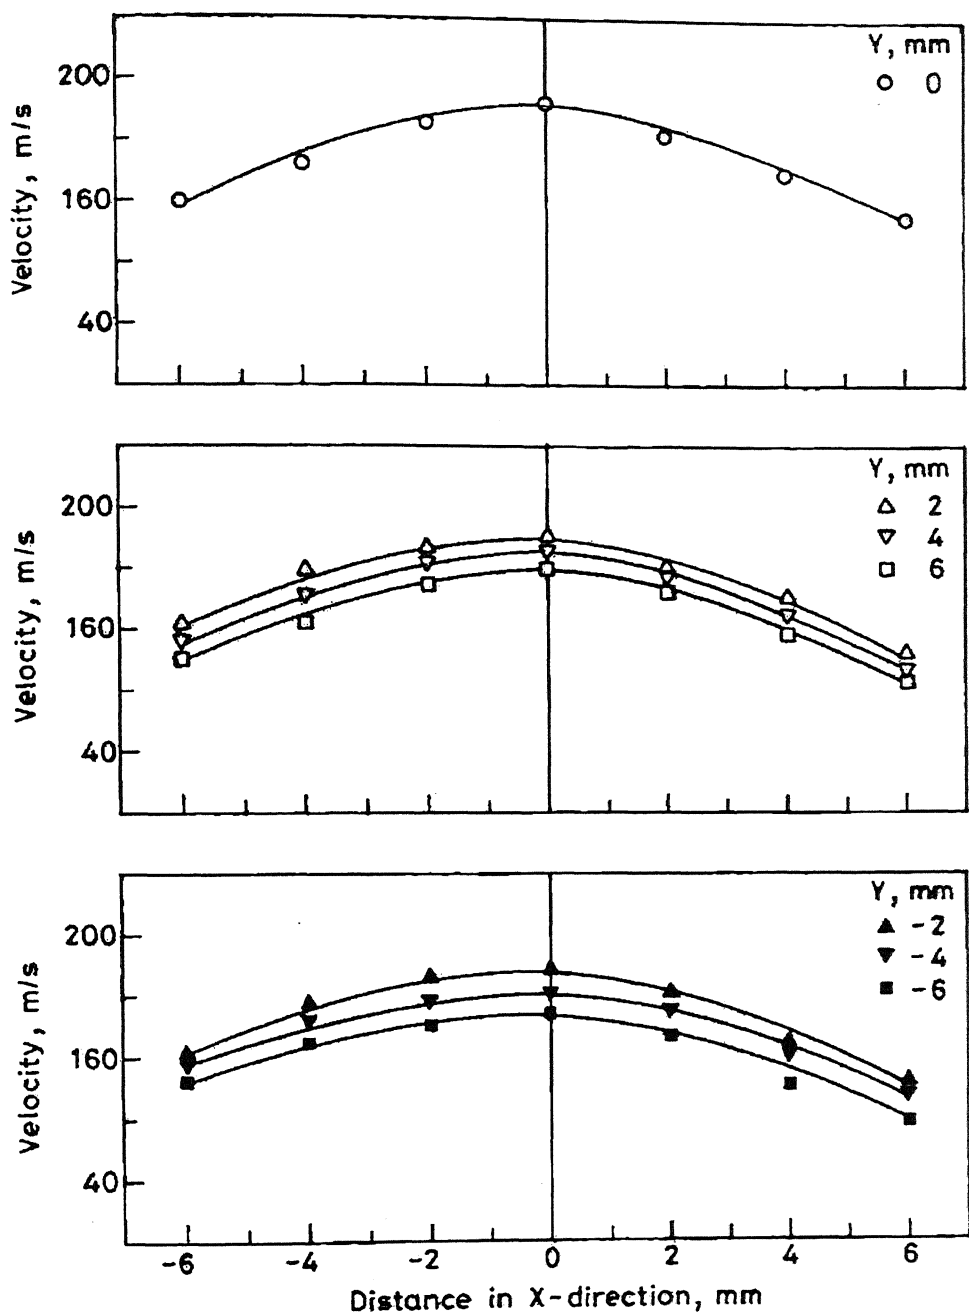 Y, mm
200
○ 0
160
40
Velocity, m/s
Y, mm
200
△ 2
▽ 4
□ 6
160
40
Velocity, m/s
Y, mm
200
▲ -2
▼ -4
■ -6
160
40
Velocity, m/s
-6 -4 -2 0 2 4 6
Distance in X-direction, mm